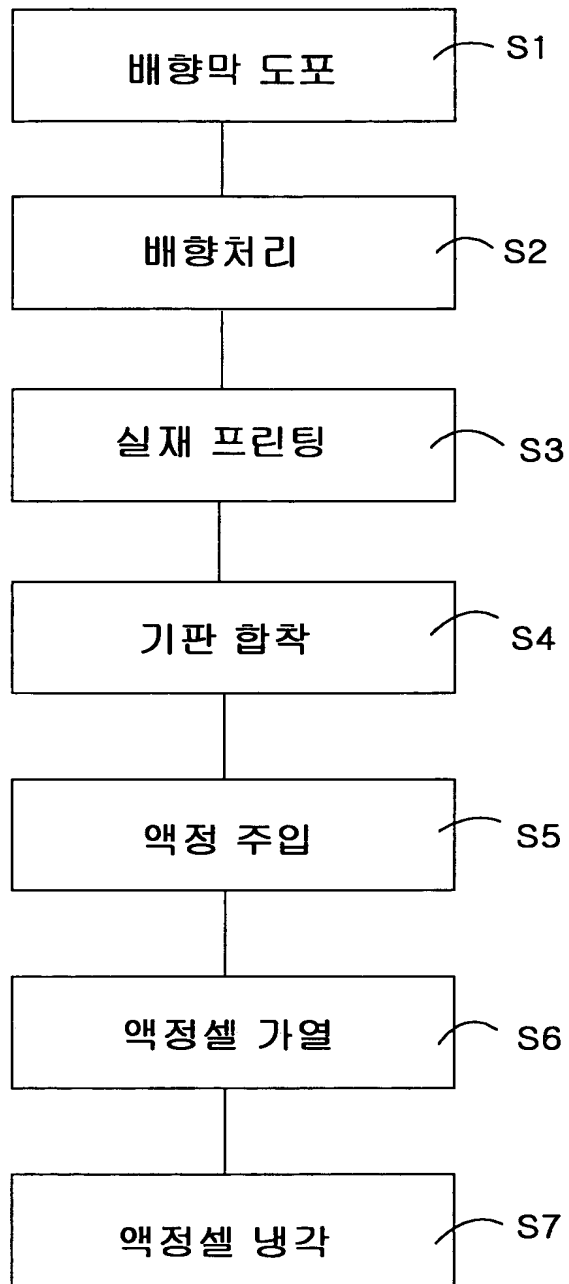 배향막 도포 S1
배향처리 S2
실재 프린팅 S3
기판 합착 S4
액정 주입 S5
액정셀 가열 S6
액정셀 냉각 S7